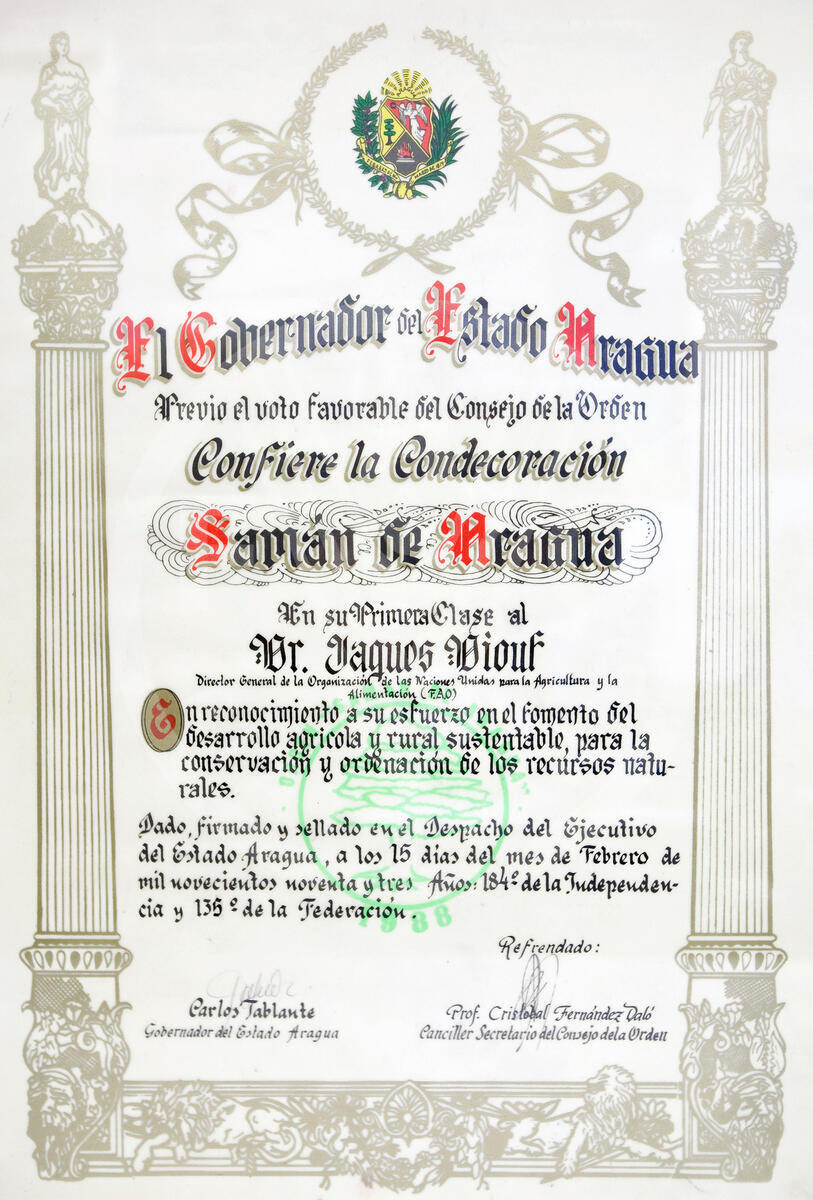 El Gobernador del Estado Aragua
Previo el voto favorable del Consejo de la Orden
Confiere la Condecoración
Samán de Aragua
En su Primera Clase al
Dr. Jaques Diouf
Director General de la Organización de las Naciones Unidas para la Agricultura y la
Alimentación (F.A.O)
En reconocimiento a su esfuerzo en el fomento del
desarrollo agricola y rural sustentable, para la
conservación y ordenación de los recursos natu-
rales.
Dado, firmado y sellado en el Despacho del Ejecutivo
del Estado Aragua, a los 15 días del mes de Febrero de
mil novecientos noventa y tres Años: 184º de la Independen-
cia y 135º de la Federación.
1988
Refrendado:
Carlos Tablante
Gobernador del Estado Aragua
Prof. Cristobal Fernández Daló
Canciller Secretario del Consejo de la Orden